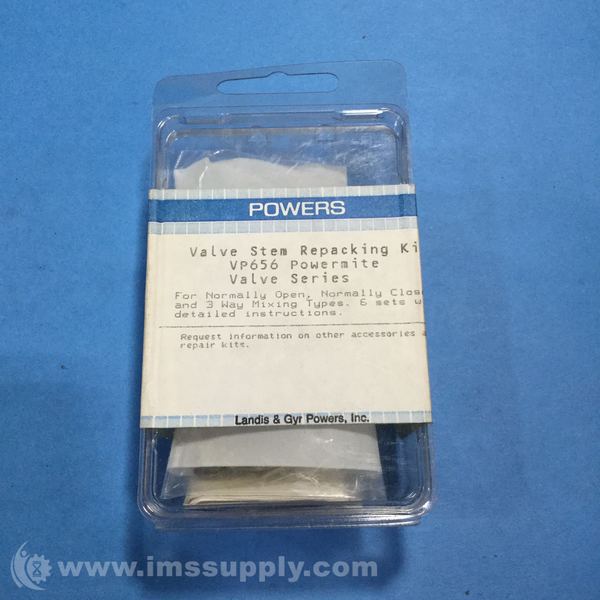 POWERS
Valve Stem Repacking Ki
VP656 Powermite
Valve Series
For Normally Open, Normally Close
and 3 Way Mixing Types. 6 sets w
detailed instructions.
Request information on other accessories a
repair kits.
Landis & Gyr Powers, Inc.
www.imssupply.com